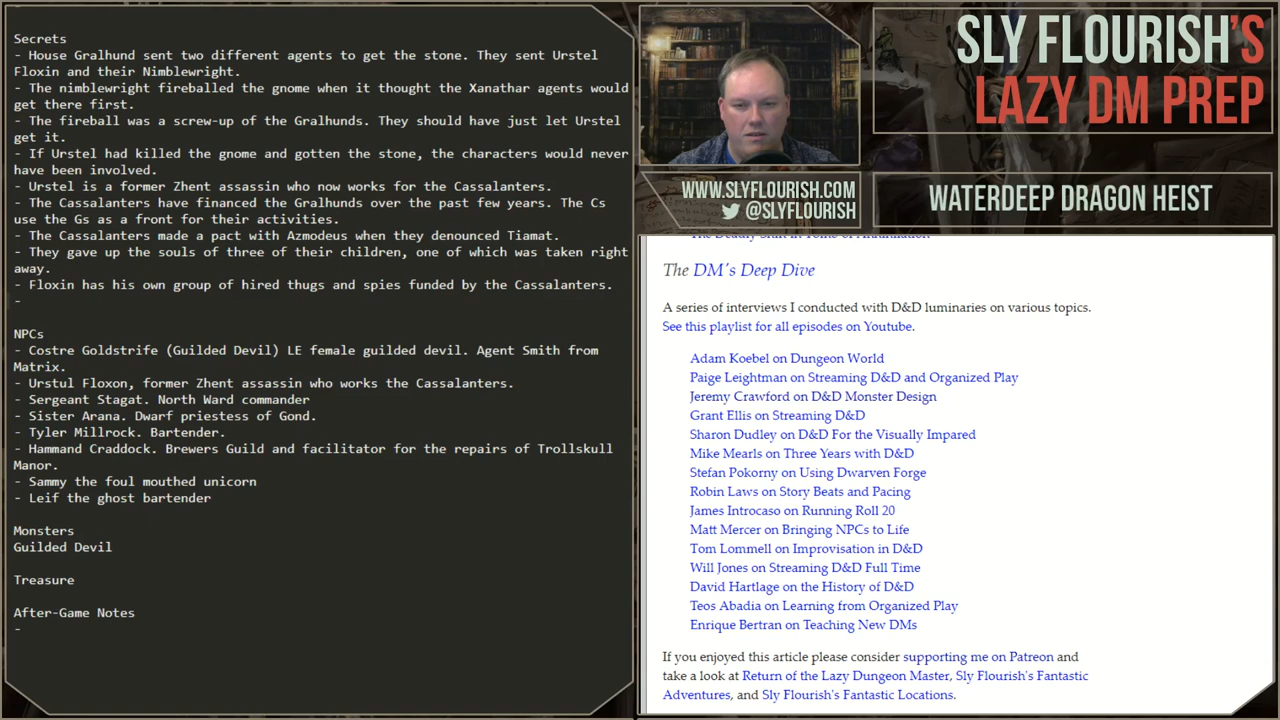 Secrets
- House Gralhund sent two different agents to get the stone. They sent Urstel
Floxin and their Nimblewright.
- The nimblewright fireballed the gnome when it thought the Xanathar agents would
get there first.
- The fireball was a screw-up of the Gralhunds. They should have just let Urstel
get it.
- If Urstel had killed the gnome and gotten the stone, the characters would never
have been involved.
- Urstel is a former Zhent assassin who now works for the Cassalanters.
- The Cassalanters have financed the Gralhunds over the past few years. The Cs
use the Gs as a front for their activities.
- The Cassalanters made a pact with Azmodeus when they denounced Tiamat.
- They gave up the souls of three of their children, one of which was taken right
away.
- Floxin has his own group of hired thugs and spies funded by the Cassalanters.
-
NPCs
- Costre Goldstrife (Guilded Devil) LE female guilded devil. Agent Smith from
Matrix.
- Urstul Floxon, former Zhent assassin who works the Cassalanters.
- Sergeant Stagat. North Ward commander
- Sister Arana. Dwarf priestess of Gond.
- Tyler Millrock. Bartender.
- Hammand Craddock. Brewers Guild and facilitator for the repairs of Trollskull
Manor.
- Sammy the foul mouthed unicorn
- Leif the ghost bartender
Monsters
Guilded Devil
Treasure
After-Game Notes
-
SLY FLOURISH'S
LAZY DM PREP
WWW.SLYFLOURISH.COM
@SLYFLOURISH
WATERDEEP DRAGON HEIST
The DM's Deep Dive
A series of interviews I conducted with D&D luminaries on various topics.
See this playlist for all episodes on Youtube.
Adam Koebel on Dungeon World
Paige Leightman on Streaming D&D and Organized Play
Jeremy Crawford on D&D Monster Design
Grant Ellis on Streaming D&D
Sharon Dudley on D&D For the Visually Impared
Mike Mearls on Three Years with D&D
Stefan Pokorny on Using Dwarven Forge
Robin Laws on Story Beats and Pacing
James Introcaso on Running Roll 20
Matt Mercer on Bringing NPCs to Life
Tom Lommell on Improvisation in D&D
Will Jones on Streaming D&D Full Time
David Hartlage on the History of D&D
Teos Abadia on Learning from Organized Play
Enrique Bertran on Teaching New DMs
If you enjoyed this article please consider supporting me on Patreon and
take a look at Return of the Lazy Dungeon Master, Sly Flourish's Fantastic
Adventures, and Sly Flourish's Fantastic Locations.